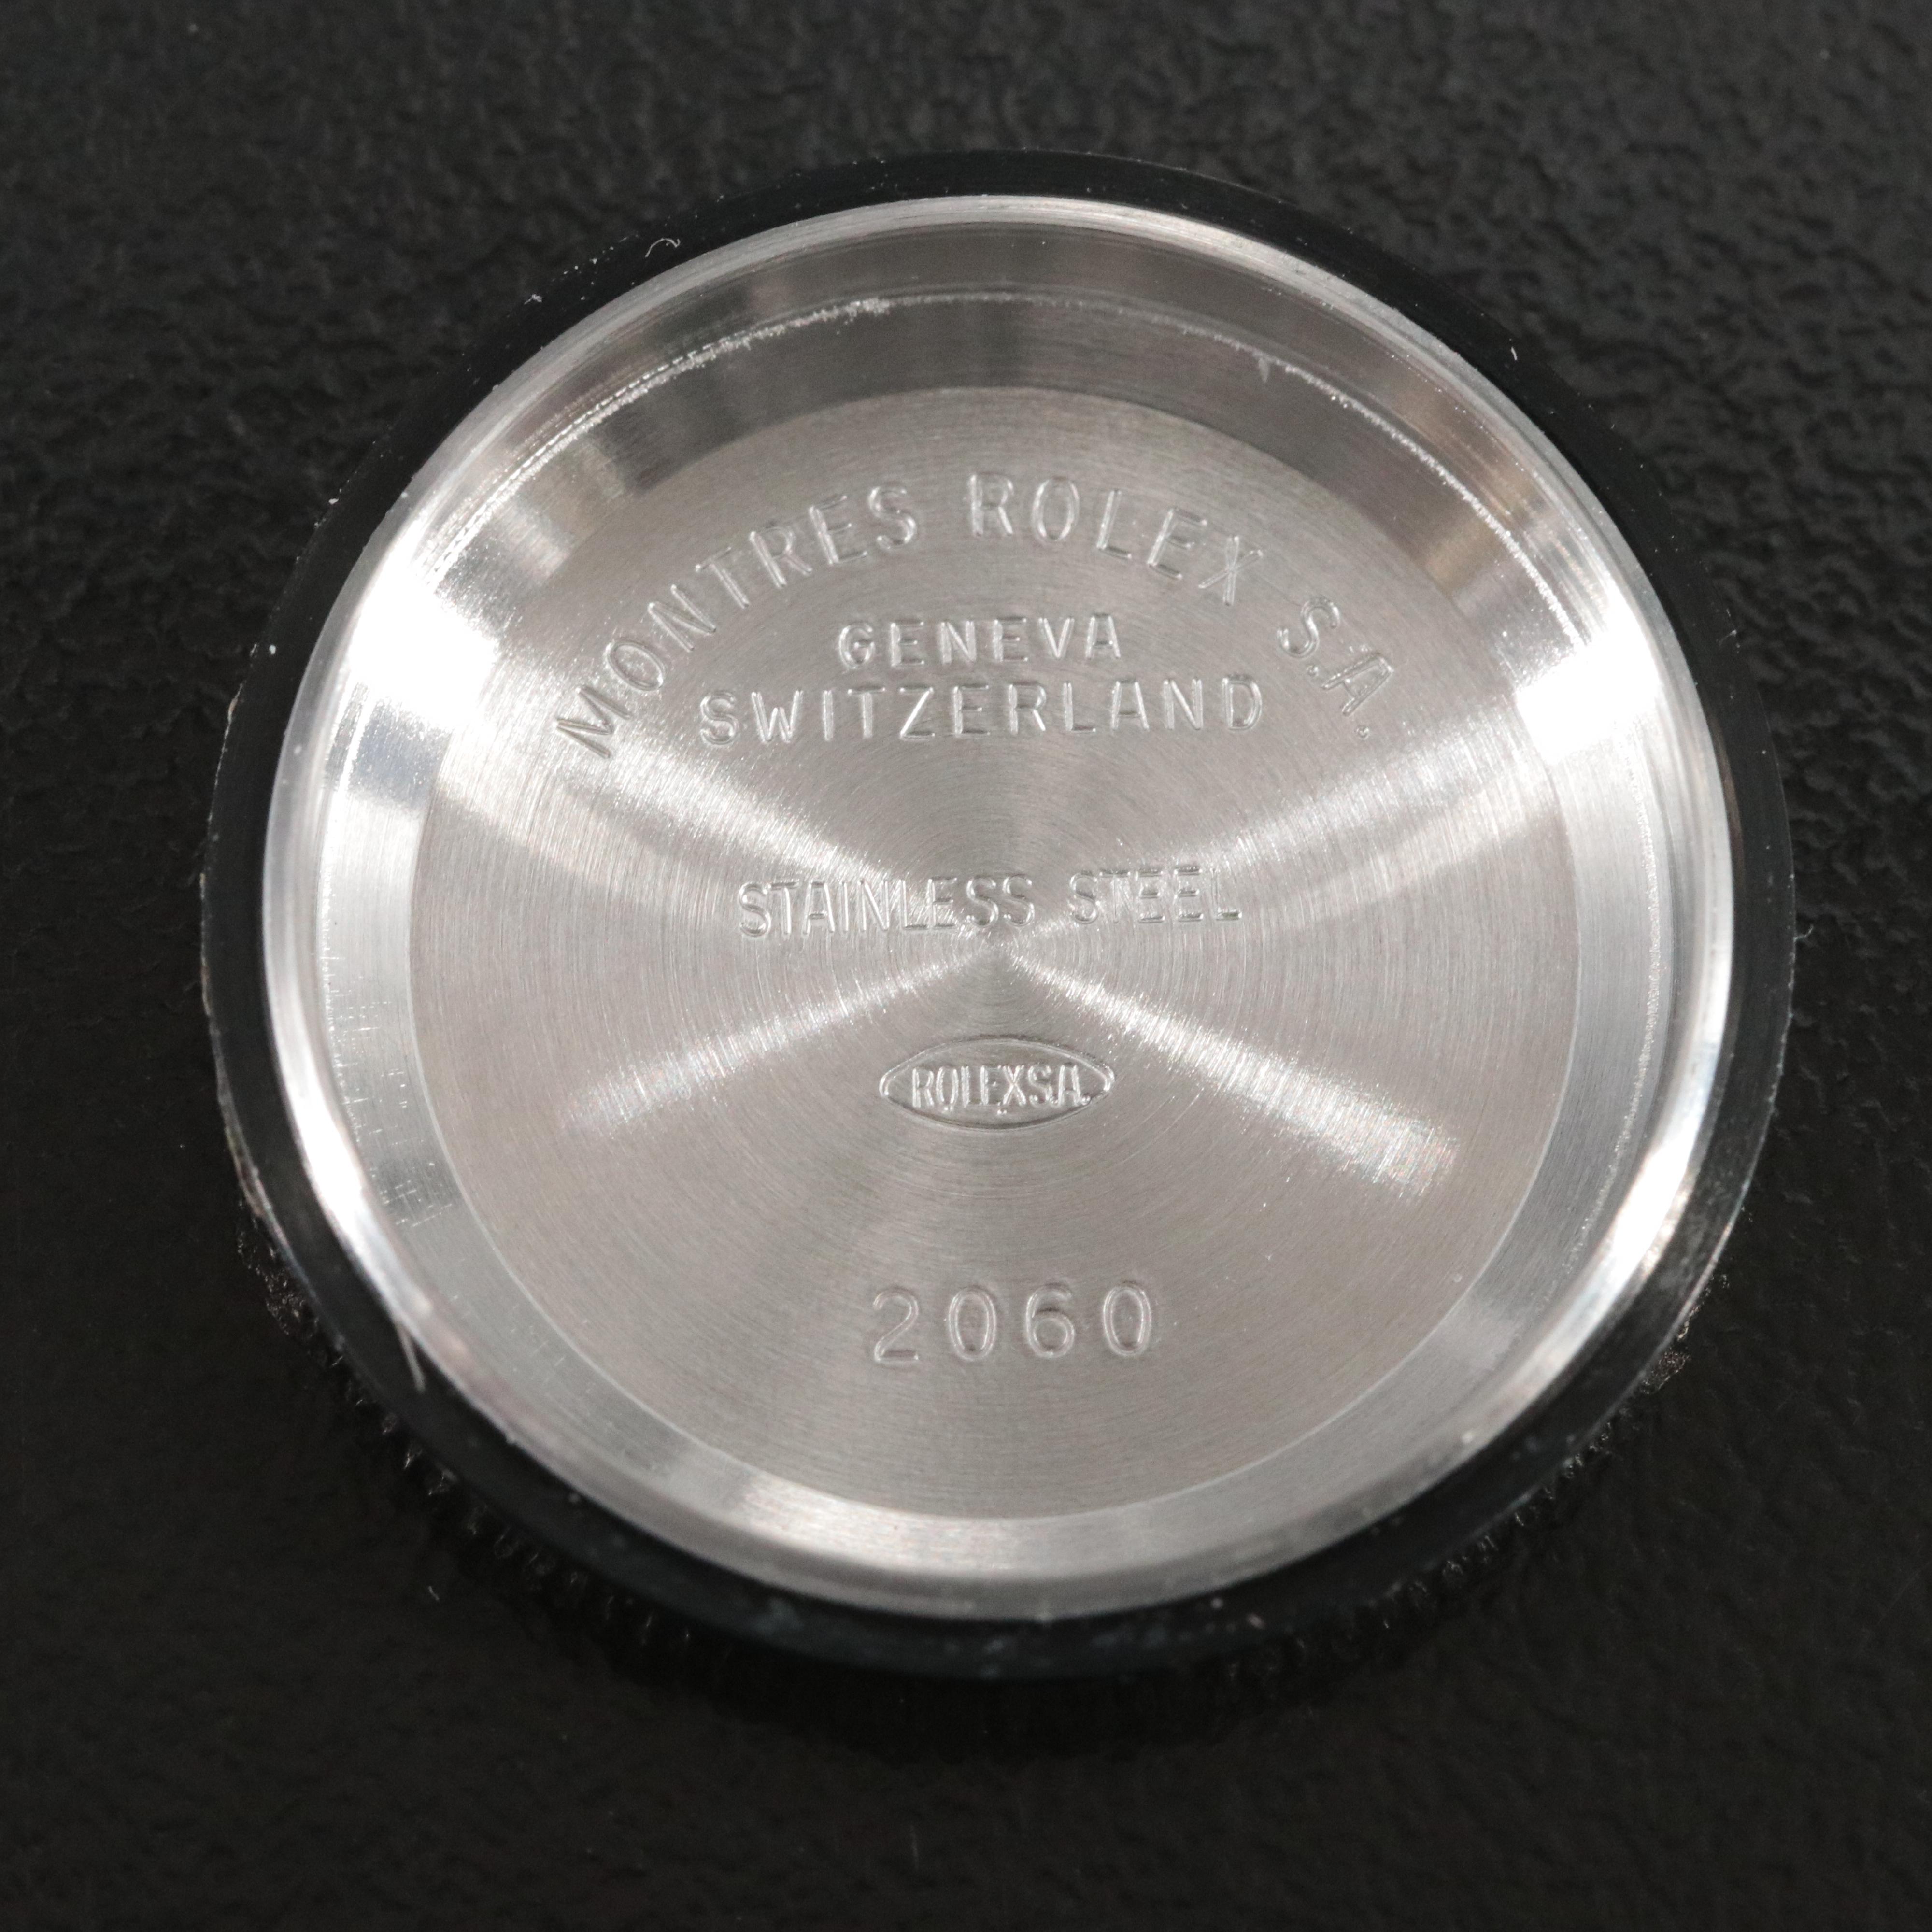 MONTRES ROLEX S.A.
GENEVA
SWITZERLAND
STAINLESS STEEL
ROLEXS.A.
2060